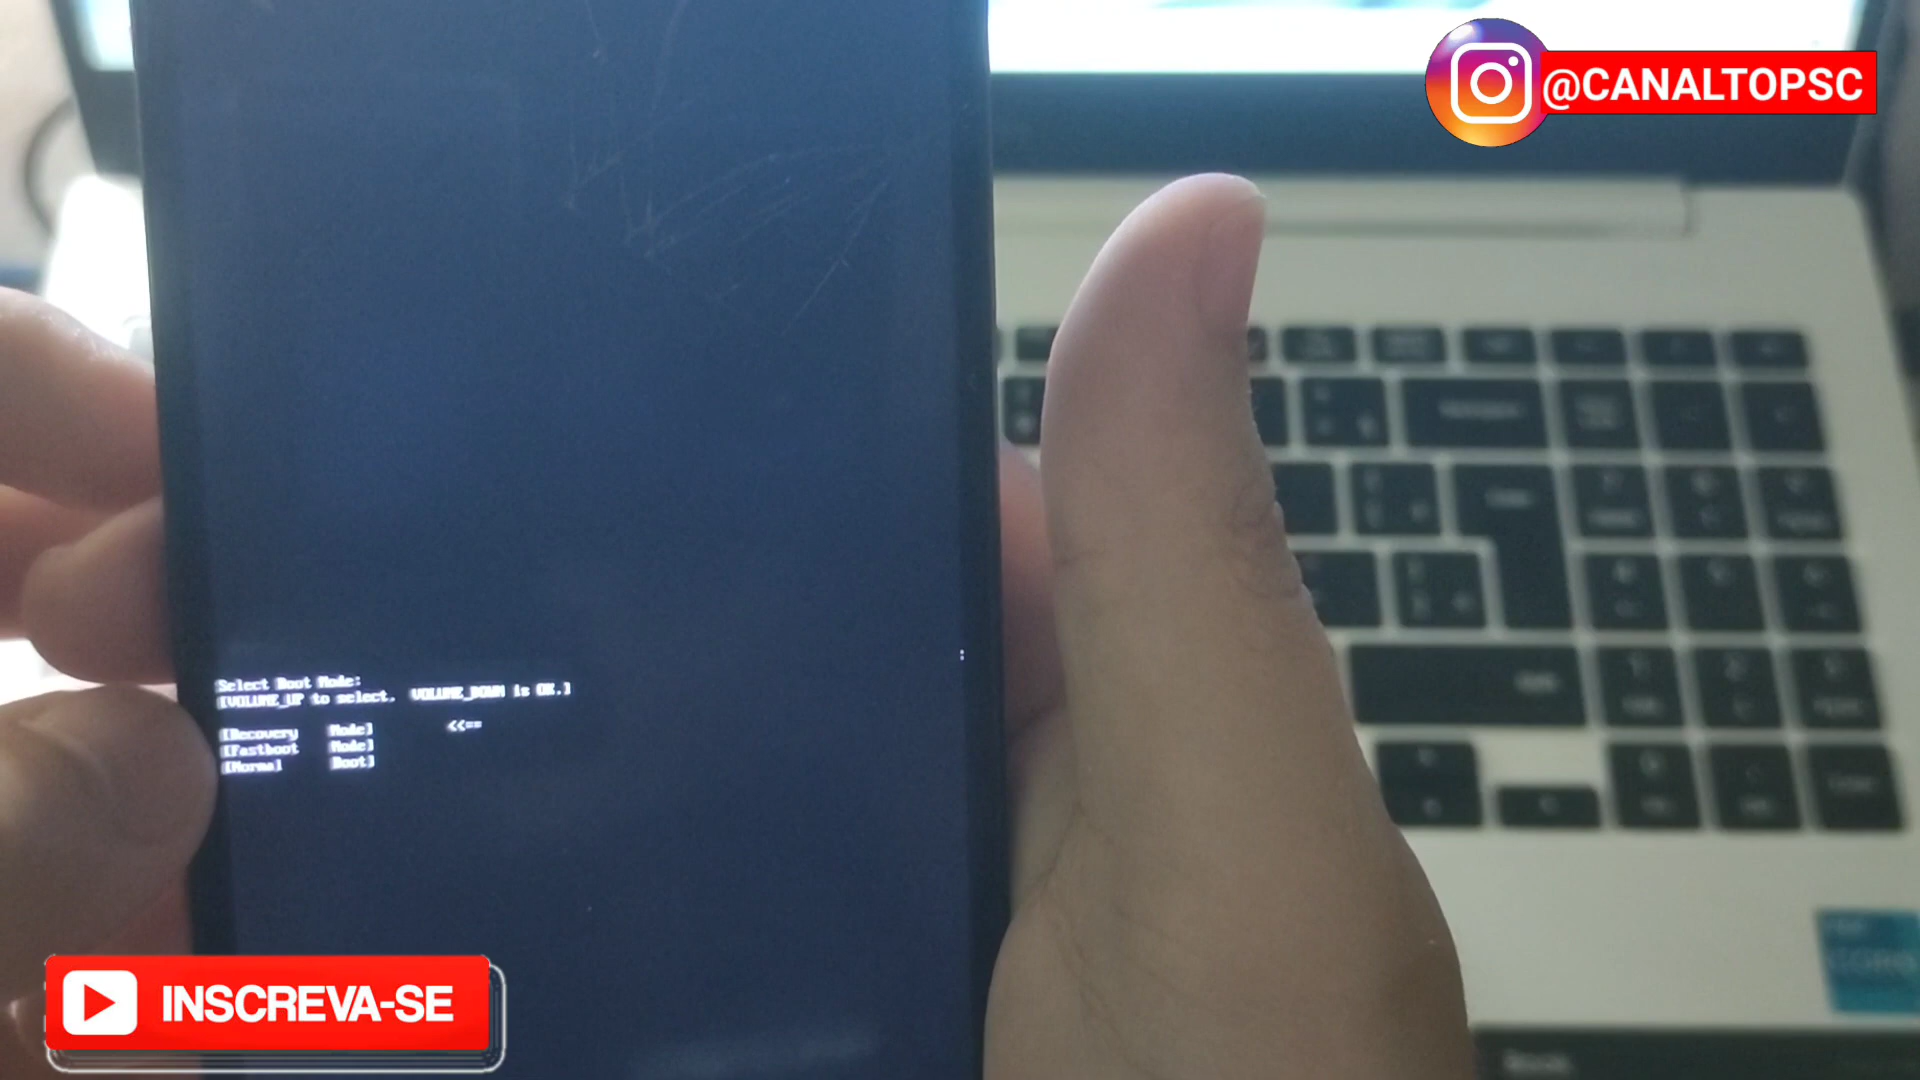 @CANALTOPSC
Select Boot Mode:
[VOLUME_UP to select. VOLUME_DOWN is OK.]
[Recovery Mode] <<==
[Fastboot Mode]
[Normal Boot]
INSCREVA-SE